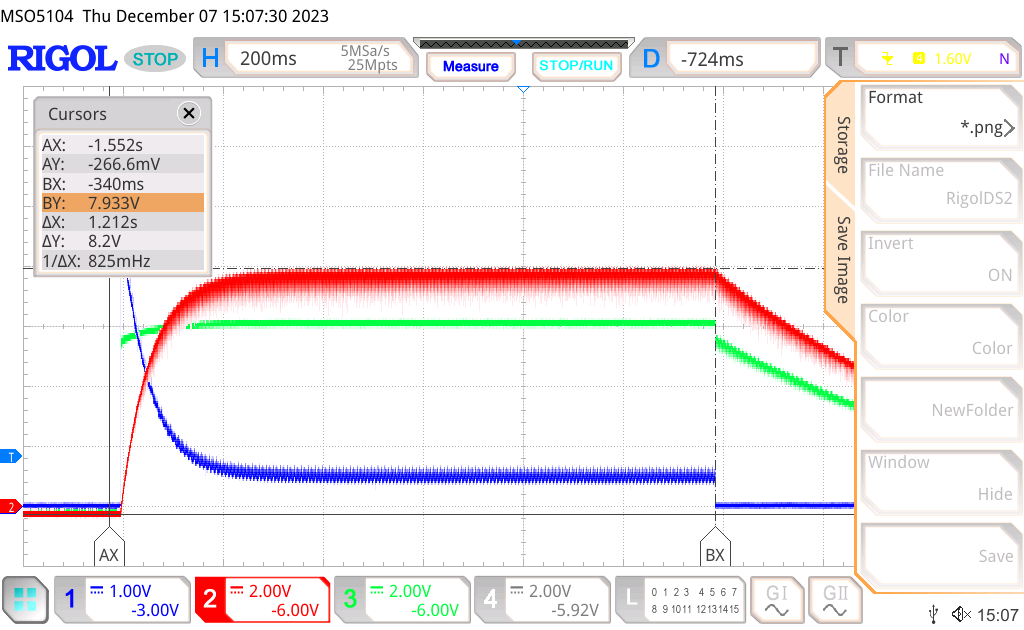 MSO5104 Thu December 07 15:07:30 2023
RIGOL STOP H 200ms 5MSa/s 25Mpts Measure STOP/RUN D -724ms T 1 1.60V N
Cursors
AX: -1.552s
AY: -266.6mV
BX: -340ms
BY: 7.933V
ΔX: 1.212s
ΔY: 8.2V
1/ΔX: 825mHz
Storage
Save Image
Format
*.png
File Name
RigolDS2
Invert
ON
Color
Color
NewFolder
Window
Hide
Save
T
2
AX
BX
1 1.00V
-3.00V
2 2.00V
-6.00V
3 2.00V
-6.00V
4 2.00V
-5.92V
L 0 1 2 3 4 5 6 7
8 9 10 11 12 13 14 15
GI
GII
15:07